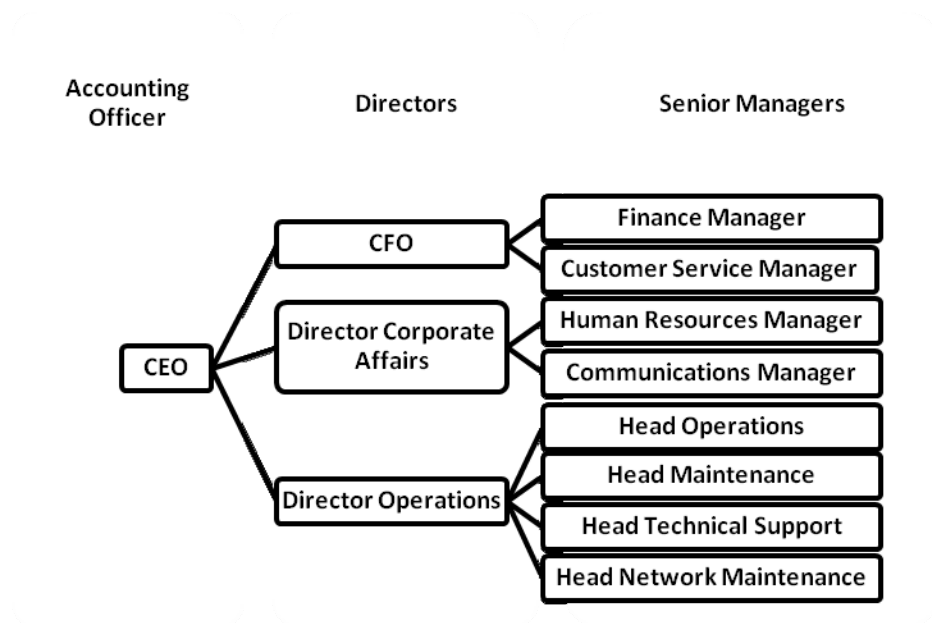 Accounting
Officer
Directors
Senior Managers
CEO
CFO
Director Corporate
Affairs
Director Operations
Finance Manager
Customer Service Manager
Human Resources Manager
Communications Manager
Head Operations
Head Maintenance
Head Technical Support
Head Network Maintenance